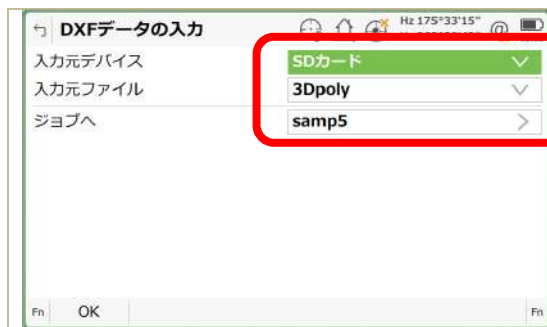 DXFデータの入力
Hz 175°33'15"
入力元デバイス
SDカード
入力元ファイル
3Dpoly
ジョブへ
samp5
Fn OK Fn